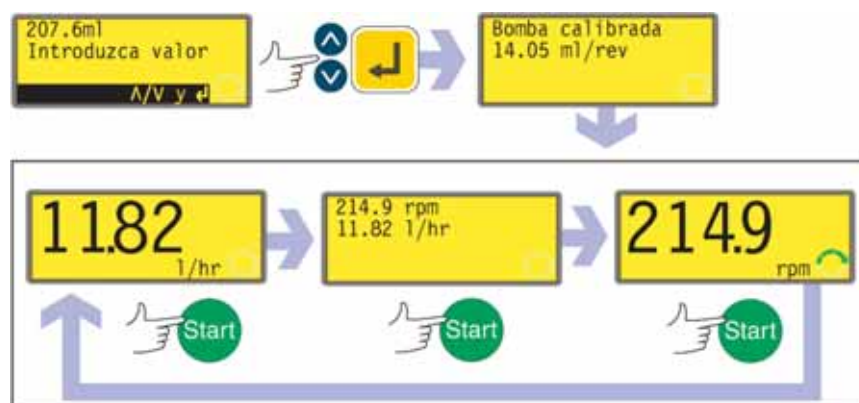 207.6ml
Introduzca valor
Λ/V y ↲
Bomba calibrada
14.05 ml/rev
11.82
l/hr
214.9 rpm
11.82 l/hr
214.9
rpm
Start
Start
Start